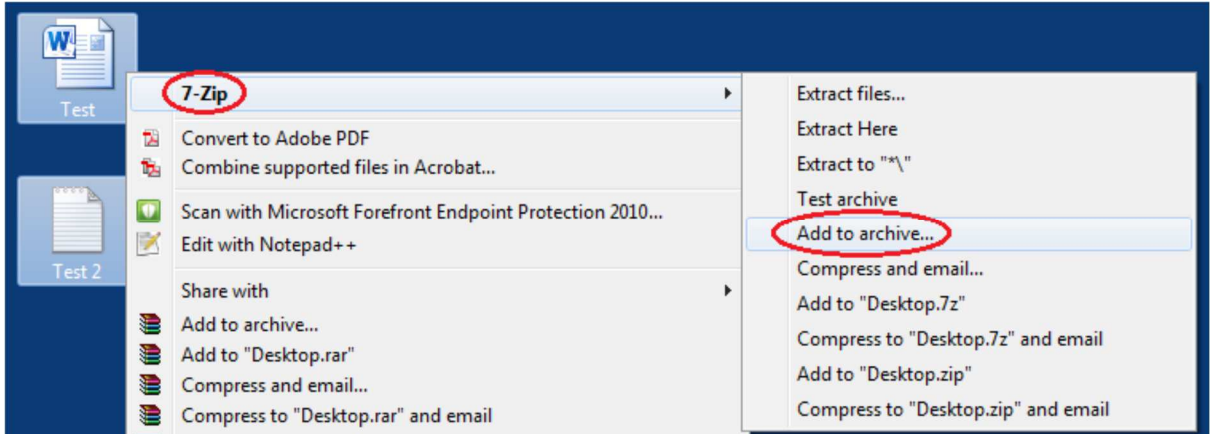 Test
Test 2
7-Zip
Convert to Adobe PDF
Combine supported files in Acrobat...
Scan with Microsoft Forefront Endpoint Protection 2010...
Edit with Notepad++
Share with
Add to archive...
Add to "Desktop.rar"
Compress and email...
Compress to "Desktop.rar" and email
Extract files...
Extract Here
Extract to "*\"
Test archive
Add to archive...
Compress and email...
Add to "Desktop.7z"
Compress to "Desktop.7z" and email
Add to "Desktop.zip"
Compress to "Desktop.zip" and email